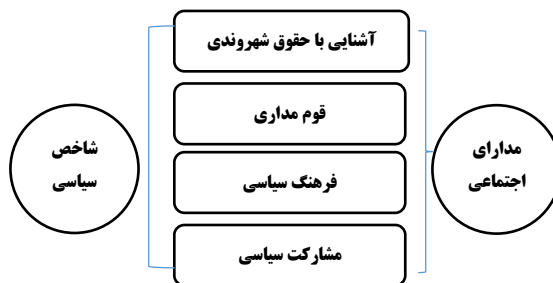 آشنایی با حقوق شهروندی
قوم مداری
فرهنگ سیاسی
مشارکت سیاسی
مدارای
اجتماعی
شاخص
سیاسی